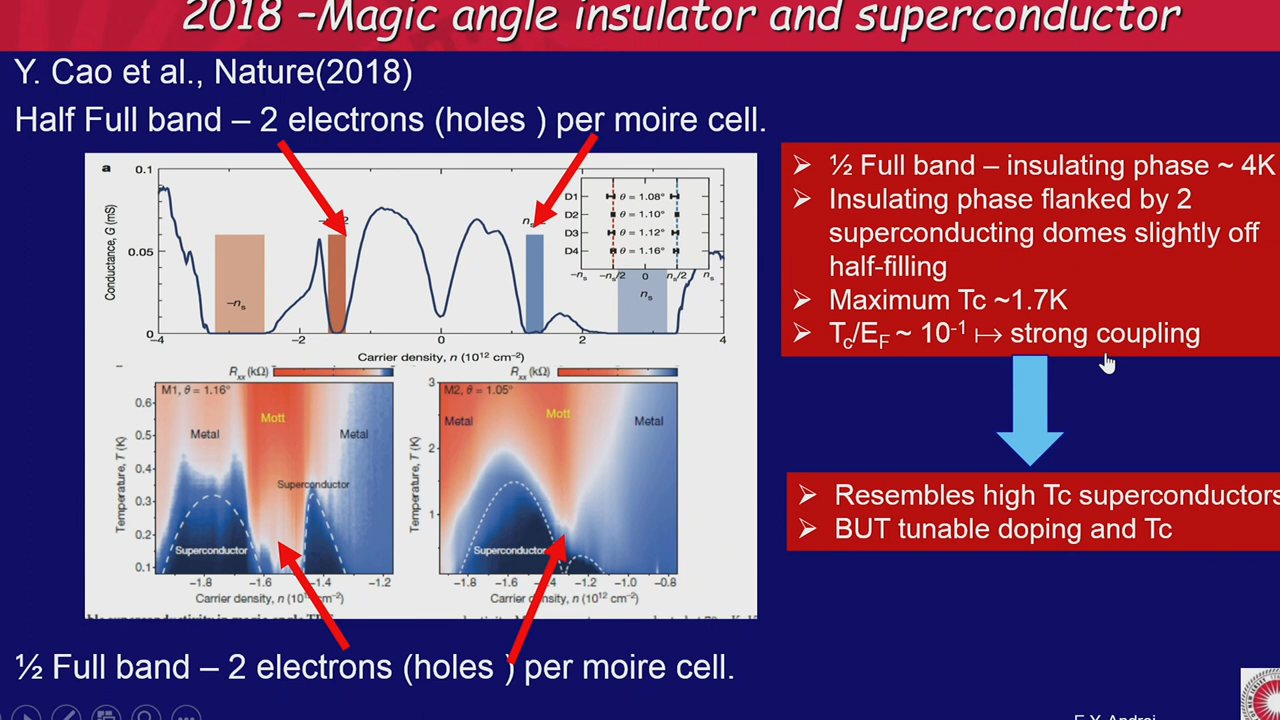 2018 –Magic angle insulator and superconductor
Y. Cao et al., Nature(2018)
Half Full band – 2 electrons (holes ) per moire cell.
a
0.1
0.05
0
Conductance, G (mS)
−nₛ
nₛ
D1 θ = 1.08°
D2 θ = 1.10°
D3 θ = 1.12°
D4 θ = 1.16°
−nₛ −nₛ/2 0 nₛ/2 nₛ
−4 −2 0 2 4
Carrier density, n (10¹² cm⁻²)
Rₓₓ (kΩ)
M1, θ = 1.16°
Mott
Metal
Metal
Superconductor
Superconductor
0.6
0.5
0.4
0.3
0.2
0.1
Temperature, T (K)
−1.8 −1.6 −1.4 −1.2
Carrier density, n (10¹² cm⁻²)
Rₓₓ (kΩ)
M2, θ = 1.05°
Metal
Mott
Metal
Superconductor
3
2
1
Temperature, T (K)
−1.8 −1.6 −1.2 −1.0 −0.8
Carrier density, n (10¹² cm⁻²)
½ Full band – 2 electrons (holes ) per moire cell.
➢ ½ Full band – insulating phase ~ 4K
➢ Insulating phase flanked by 2
superconducting domes slightly off
half-filling
➢ Maximum Tc ~1.7K
➢ T꜀/E_F ~ 10⁻¹ ↦ strong coupling
➢ Resembles high Tc superconductors
➢ BUT tunable doping and Tc